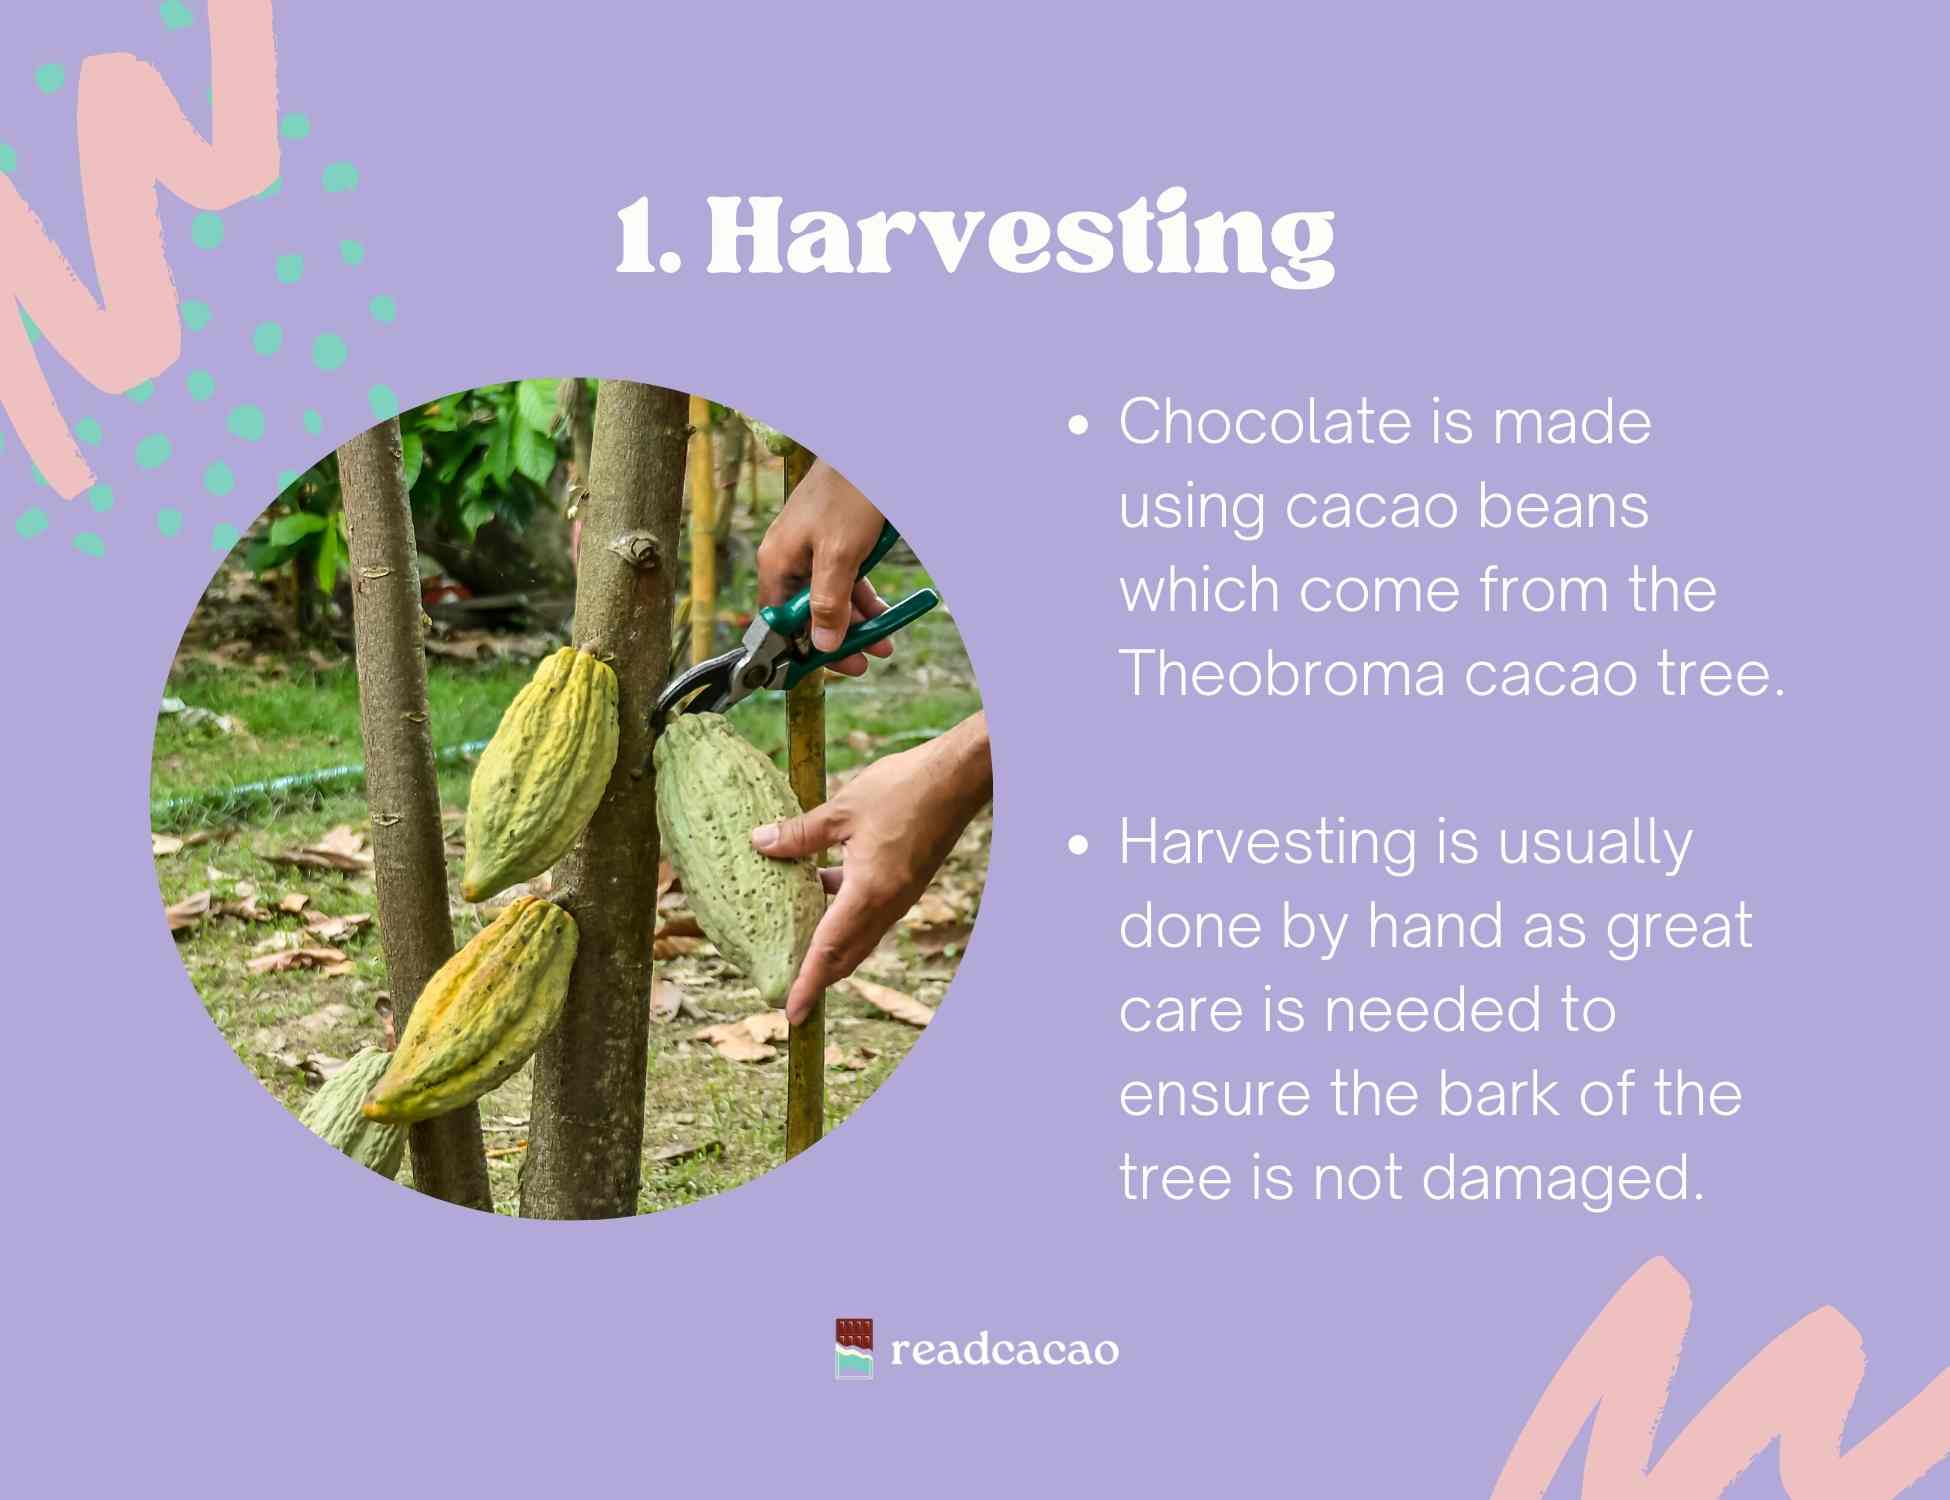 1. Harvesting
• Chocolate is made
using cacao beans
which come from the
Theobroma cacao tree.
• Harvesting is usually
done by hand as great
care is needed to
ensure the bark of the
tree is not damaged.
readcacao